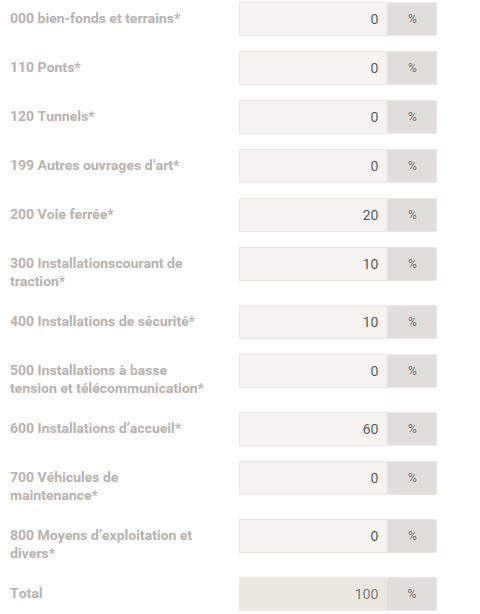 000 bien-fonds et terrains* 0 %
110 Ponts* 0 %
120 Tunnels* 0 %
199 Autres ouvrages d'art* 0 %
200 Voie ferrée* 20 %
300 Installationscourant de 10 %
traction*
400 Installations de sécurité* 10 %
500 Installations à basse 0 %
tension et télécommunication*
600 Installations d'accueil* 60 %
700 Véhicules de 0 %
maintenance*
800 Moyens d'exploitation et 0 %
divers*
Total 100 %